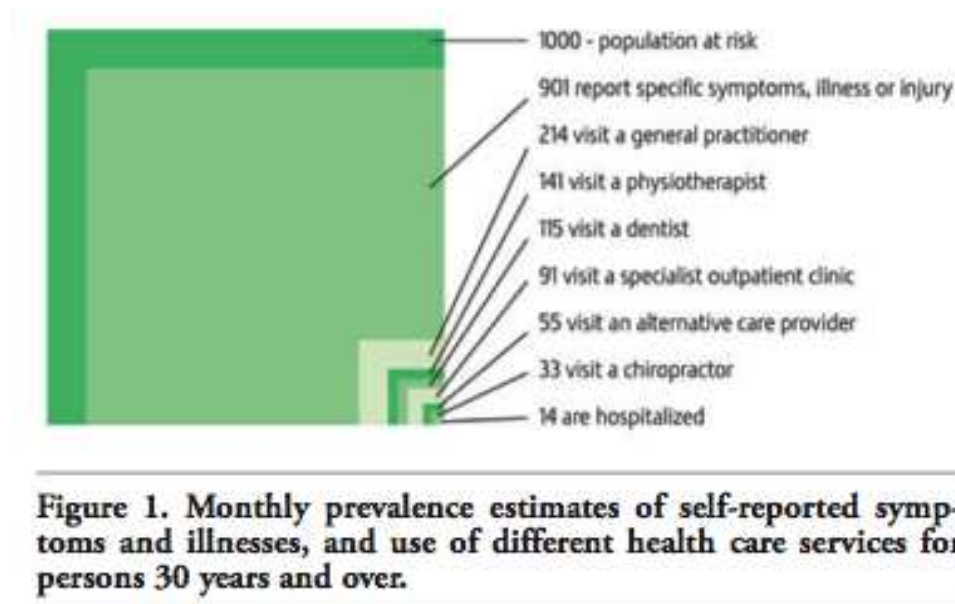 1000 - population at risk
901 report specific symptoms, illness or injury
214 visit a general practitioner
141 visit a physiotherapist
115 visit a dentist
91 visit a specialist outpatient clinic
55 visit an alternative care provider
33 visit a chiropractor
14 are hospitalized
Figure 1. Monthly prevalence estimates of self-reported symp-
toms and illnesses, and use of different health care services for
persons 30 years and over.